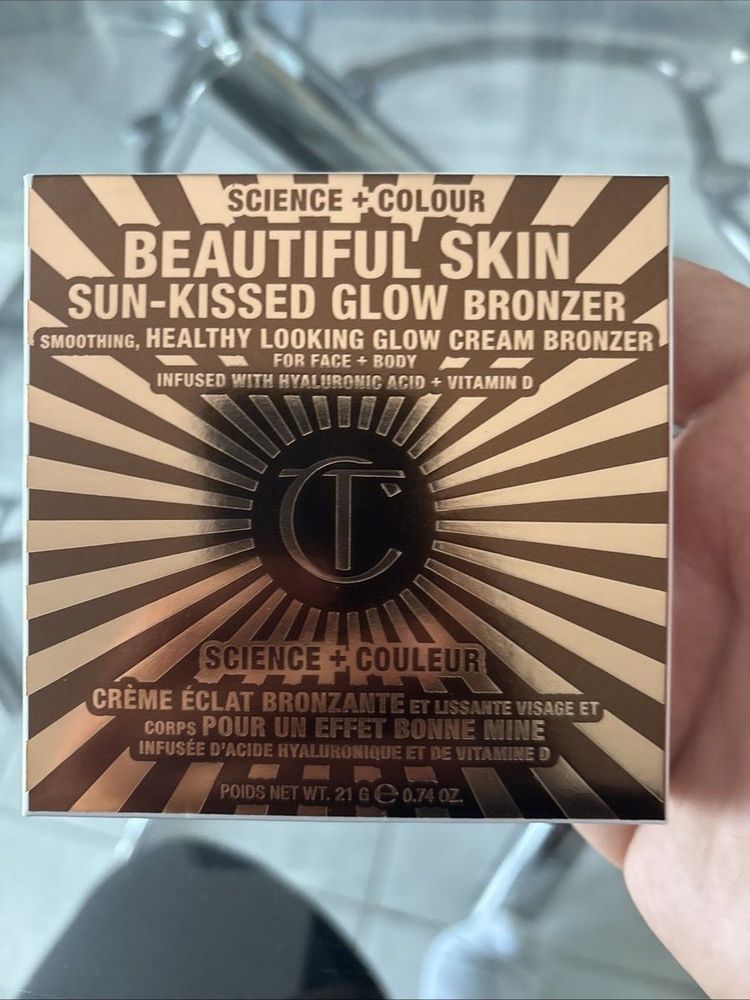 SCIENCE + COLOUR
BEAUTIFUL SKIN
SUN-KISSED GLOW BRONZER
SMOOTHING, HEALTHY LOOKING GLOW CREAM BRONZER
FOR FACE + BODY
INFUSED WITH HYALURONIC ACID + VITAMIN D
CT
SCIENCE + COULEUR
CRÈME ÉCLAT BRONZANTE ET LISSANTE VISAGE ET
CORPS POUR UN EFFET BONNE MINE
INFUSÉE D'ACIDE HYALURONIQUE ET DE VITAMINE D
POIDS NET WT. 21 G ℮ 0.74 OZ.